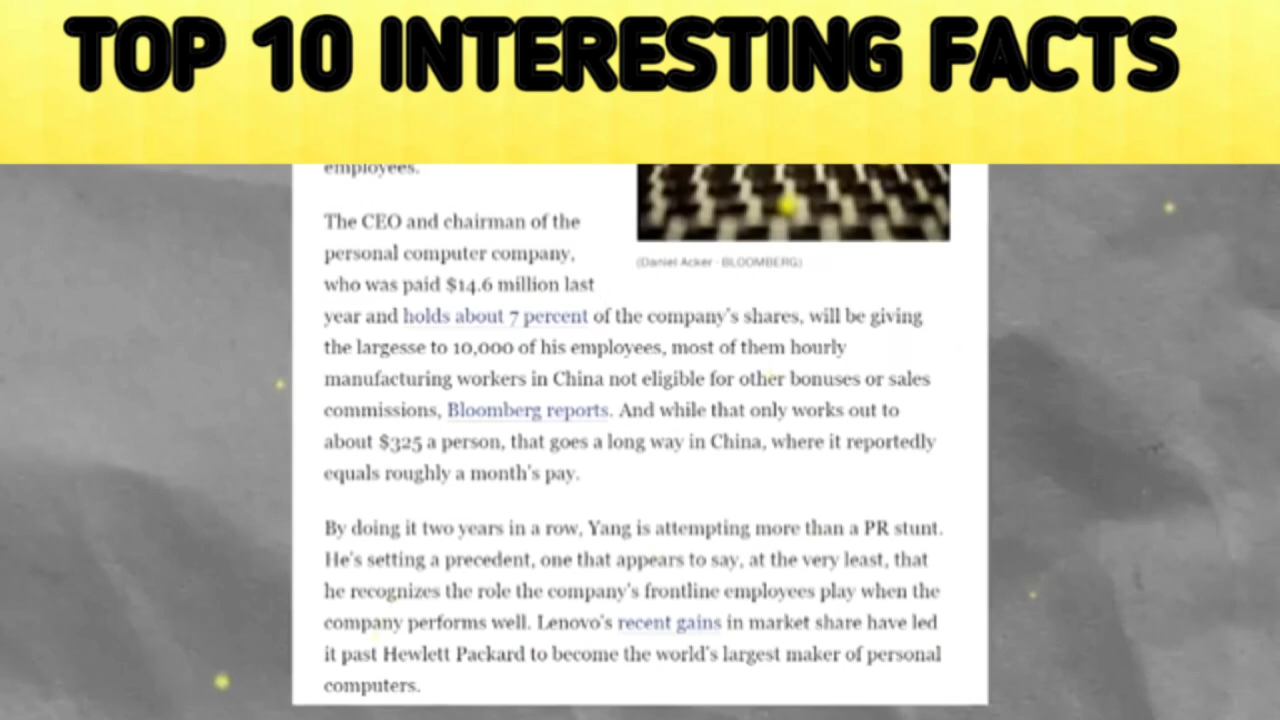 TOP 10 INTERESTING FACTS
employees.
The CEO and chairman of the
personal computer company,
who was paid $14.6 million last
(Daniel Acker - BLOOMBERG)
year and holds about 7 percent of the company's shares, will be giving
the largesse to 10,000 of his employees, most of them hourly
manufacturing workers in China not eligible for other bonuses or sales
commissions, Bloomberg reports. And while that only works out to
about $325 a person, that goes a long way in China, where it reportedly
equals roughly a month's pay.
By doing it two years in a row, Yang is attempting more than a PR stunt.
He's setting a precedent, one that appears to say, at the very least, that
he recognizes the role the company's frontline employees play when the
company performs well. Lenovo's recent gains in market share have led
it past Hewlett Packard to become the world's largest maker of personal
computers.